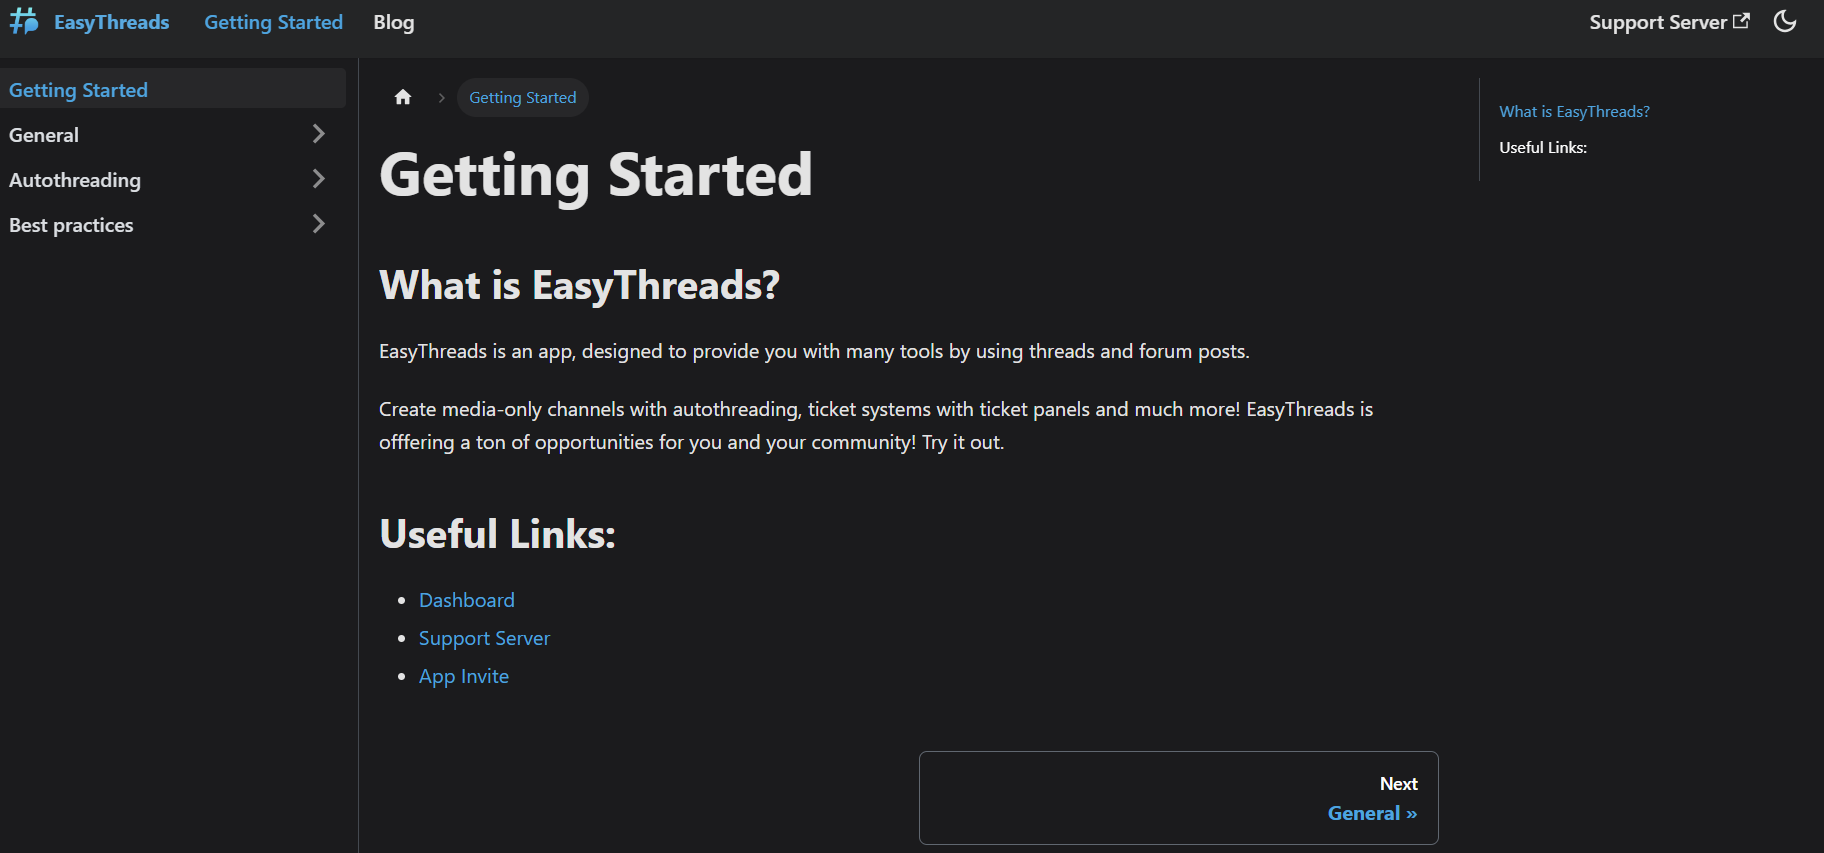 EasyThreads
Getting Started
Blog
Support Server
Getting Started
General
Autothreading
Best practices
Getting Started
Getting Started
What is EasyThreads?
EasyThreads is an app, designed to provide you with many tools by using threads and forum posts.
Create media-only channels with autothreading, ticket systems with ticket panels and much more! EasyThreads is
offfering a ton of opportunities for you and your community! Try it out.
Useful Links:
Dashboard
Support Server
App Invite
Next
General »
What is EasyThreads?
Useful Links: